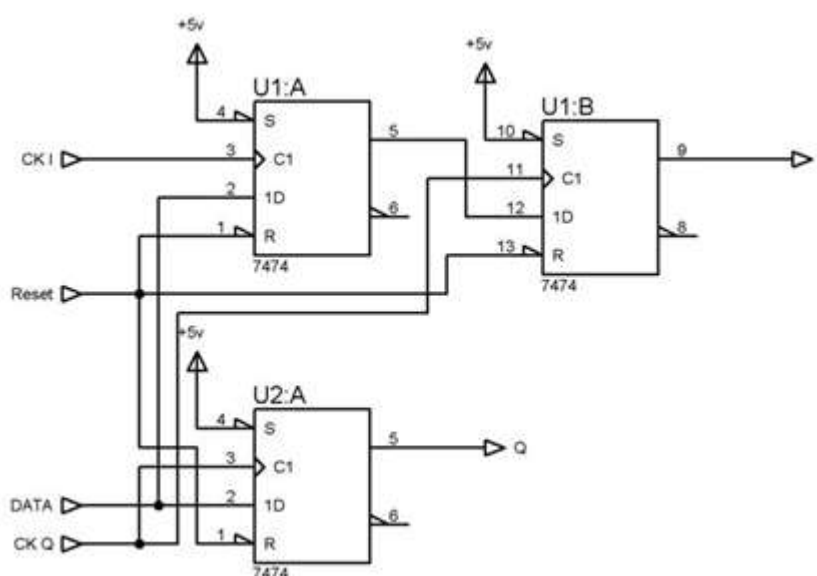 +5v
U1:A
4
S
CK I
3
C1
5
2
1D
6
1
R
7474
+5v
U1:B
10
S
9
11
C1
12
1D
8
13
R
7474
Reset
+5v
U2:A
4
S
5
Q
3
C1
DATA
2
1D
6
CK Q
1
R
7474